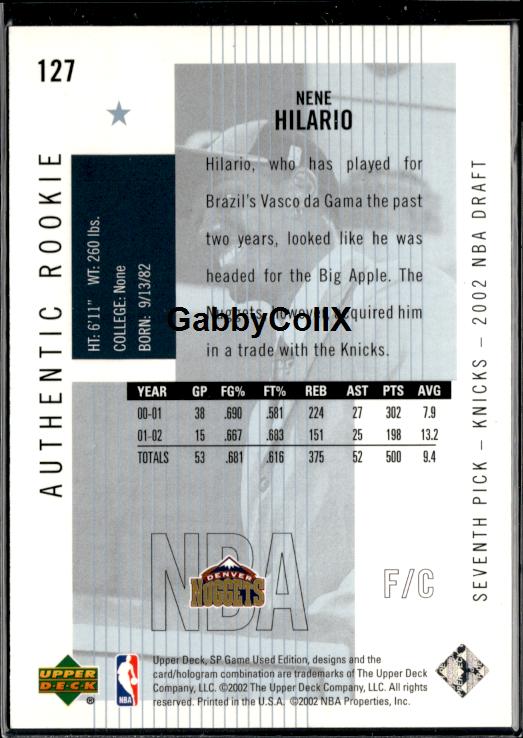 127
NENE
HILARIO
Hilario, who has played for
Brazil's Vasco da Gama the past
two years, looked like he was
headed for the Big Apple. The
Nuggets, however, acquired him
in a trade with the Knicks.
GabbyCollX
AUTHENTIC ROOKIE
HT: 6'11" WT: 260 lbs.
COLLEGE: None
BORN: 9/13/82
YEAR GP FG% FT% REB AST PTS AVG
00-01 38 .690 .581 224 27 302 7.9
01-02 15 .667 .683 151 25 198 13.2
TOTALS 53 .681 .616 375 52 500 9.4
SEVENTH PICK – KNICKS – 2002 NBA DRAFT
NBA
DENVER
NUGGETS
F/C
UPPER
DECK
®
NBA
Upper Deck, SP Game Used Edition, designs and the
card/hologram combination are trademarks of The Upper Deck
Company, LLC. ©2002 The Upper Deck Company, LLC. All rights
reserved. Printed in the U.S.A. ©2002 NBA Properties, Inc.